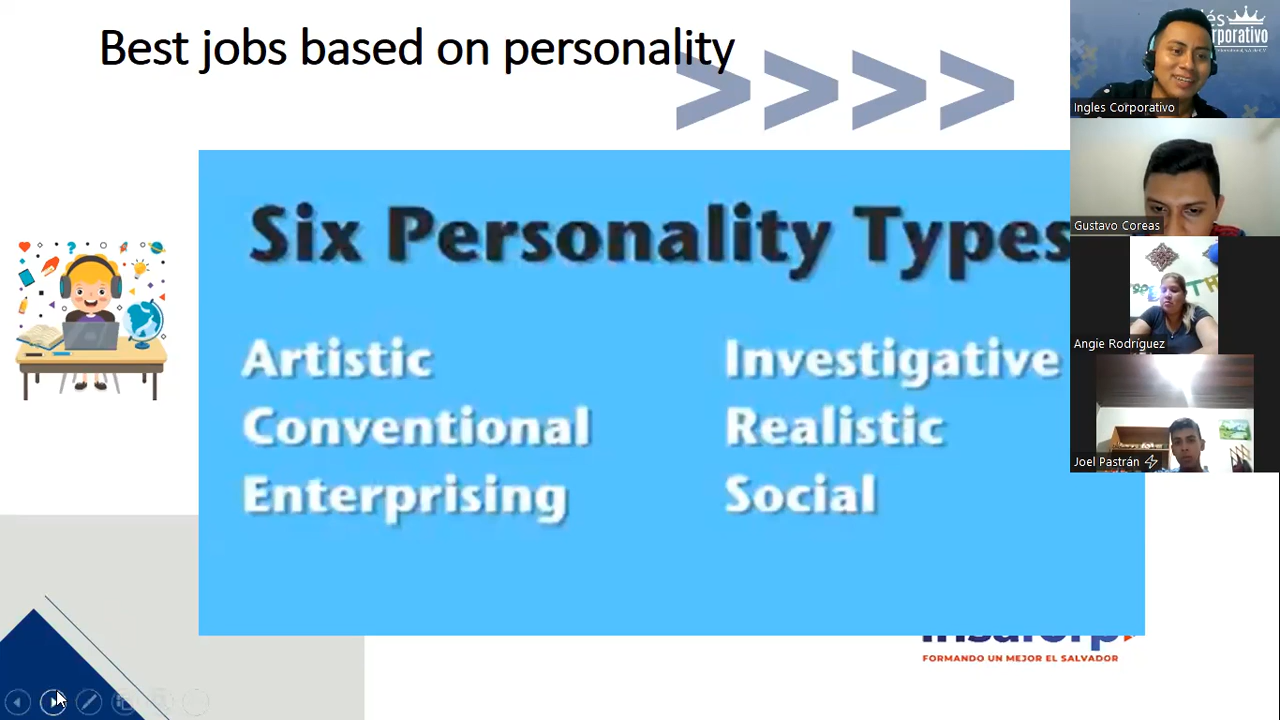 Best jobs based on personality
Six Personality Types
Artistic
Conventional
Enterprising
Investigative
Realistic
Social
FORMANDO UN MEJOR EL SALVADOR
Ingles Corporativo
Gustavo Coreas
Angie Rodríguez
Joel Pastrán